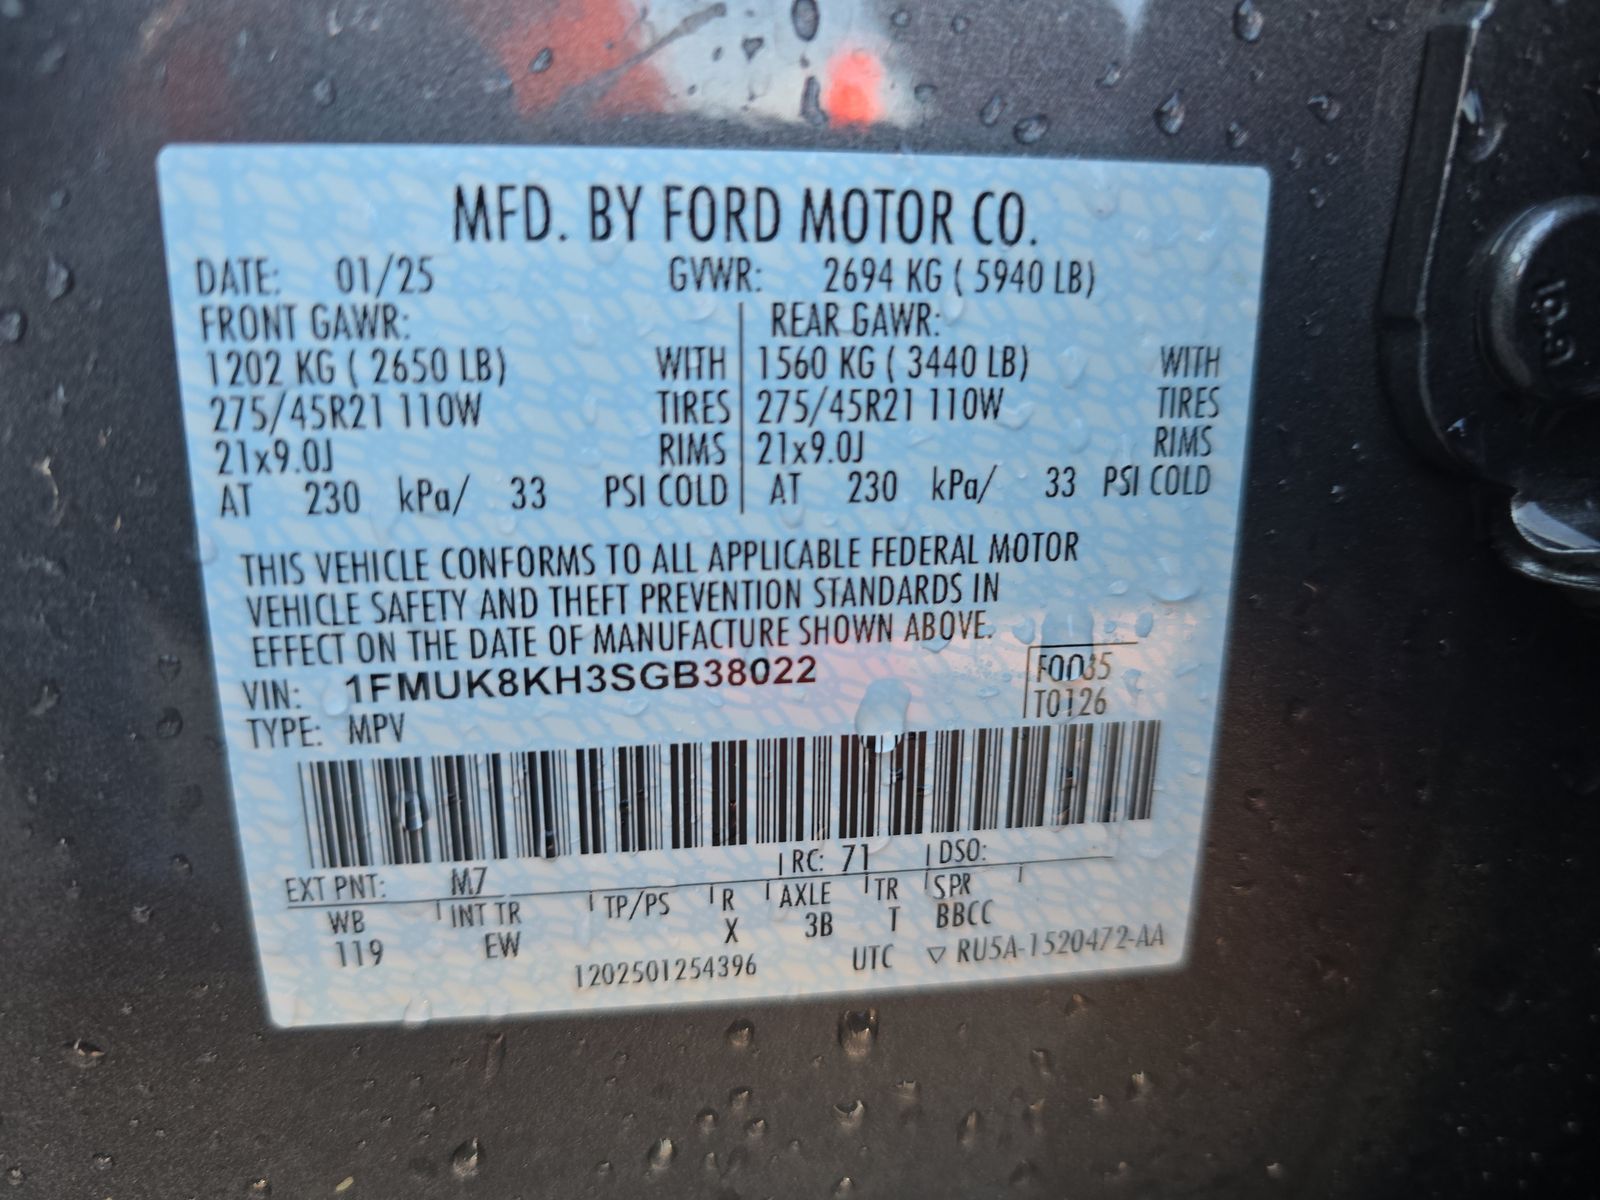 MFD. BY FORD MOTOR CO.
DATE: 01/25 GVWR: 2694 KG ( 5940 LB)
FRONT GAWR: REAR GAWR:
1202 KG ( 2650 LB) WITH 1560 KG ( 3440 LB) WITH
275/45R21 110W TIRES 275/45R21 110W TIRES
21x9.0J RIMS 21x9.0J RIMS
AT 230 kPa/ 33 PSI COLD AT 230 kPa/ 33 PSI COLD
THIS VEHICLE CONFORMS TO ALL APPLICABLE FEDERAL MOTOR
VEHICLE SAFETY AND THEFT PREVENTION STANDARDS IN
EFFECT ON THE DATE OF MANUFACTURE SHOWN ABOVE.
VIN: 1FMUK8KH3SGB38022
TYPE: MPV
T0126
RC: 71 DSO:
EXT PNT: M7
WB INT TR TP/PS R AXLE TR SPR
119 EW X 3B T BBCC
1202501254396 UTC ▽ RU5A-1520472-AA